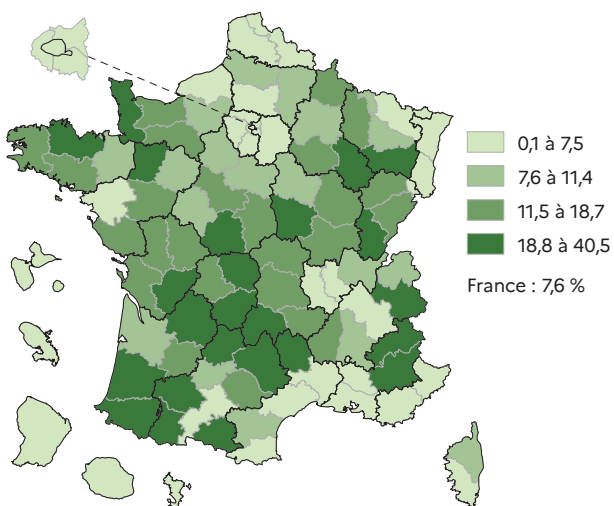 0,1 à 7,5
7,6 à 11,4
11,5 à 18,7
18,8 à 40,5
France : 7,6 %